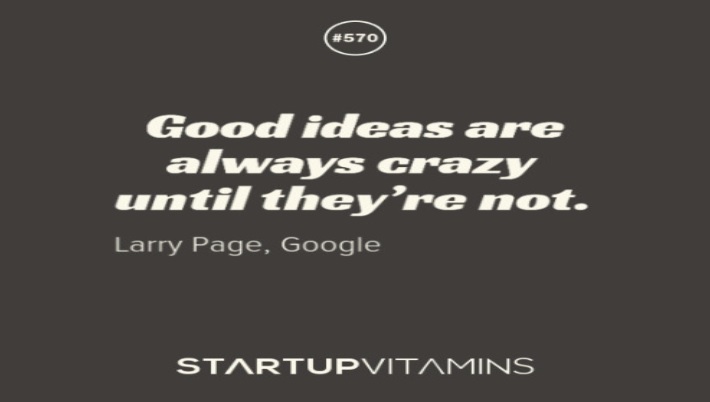 #570
Good ideas are
always crazy
until they’re not.
Larry Page, Google
STARTUPVITAMINS